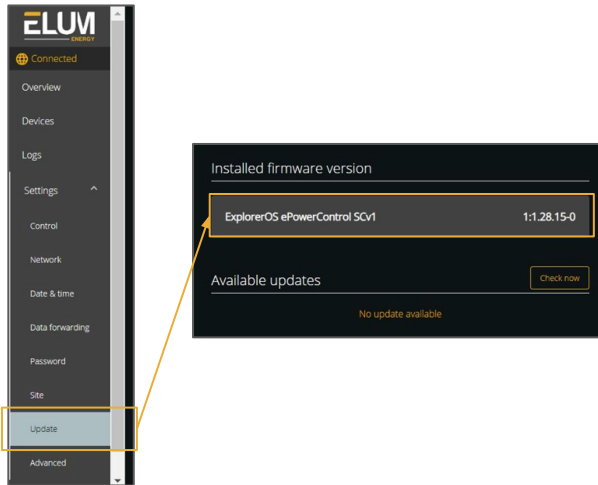 ELUM
ENERGY
Connected
Overview
Devices
Logs
Settings
Control
Network
Date & time
Data forwarding
Password
Site
Update
Advanced
Installed firmware version
ExplorerOS ePowerControl SCv1 1:1.28.15-0
Available updates Check now
No update available